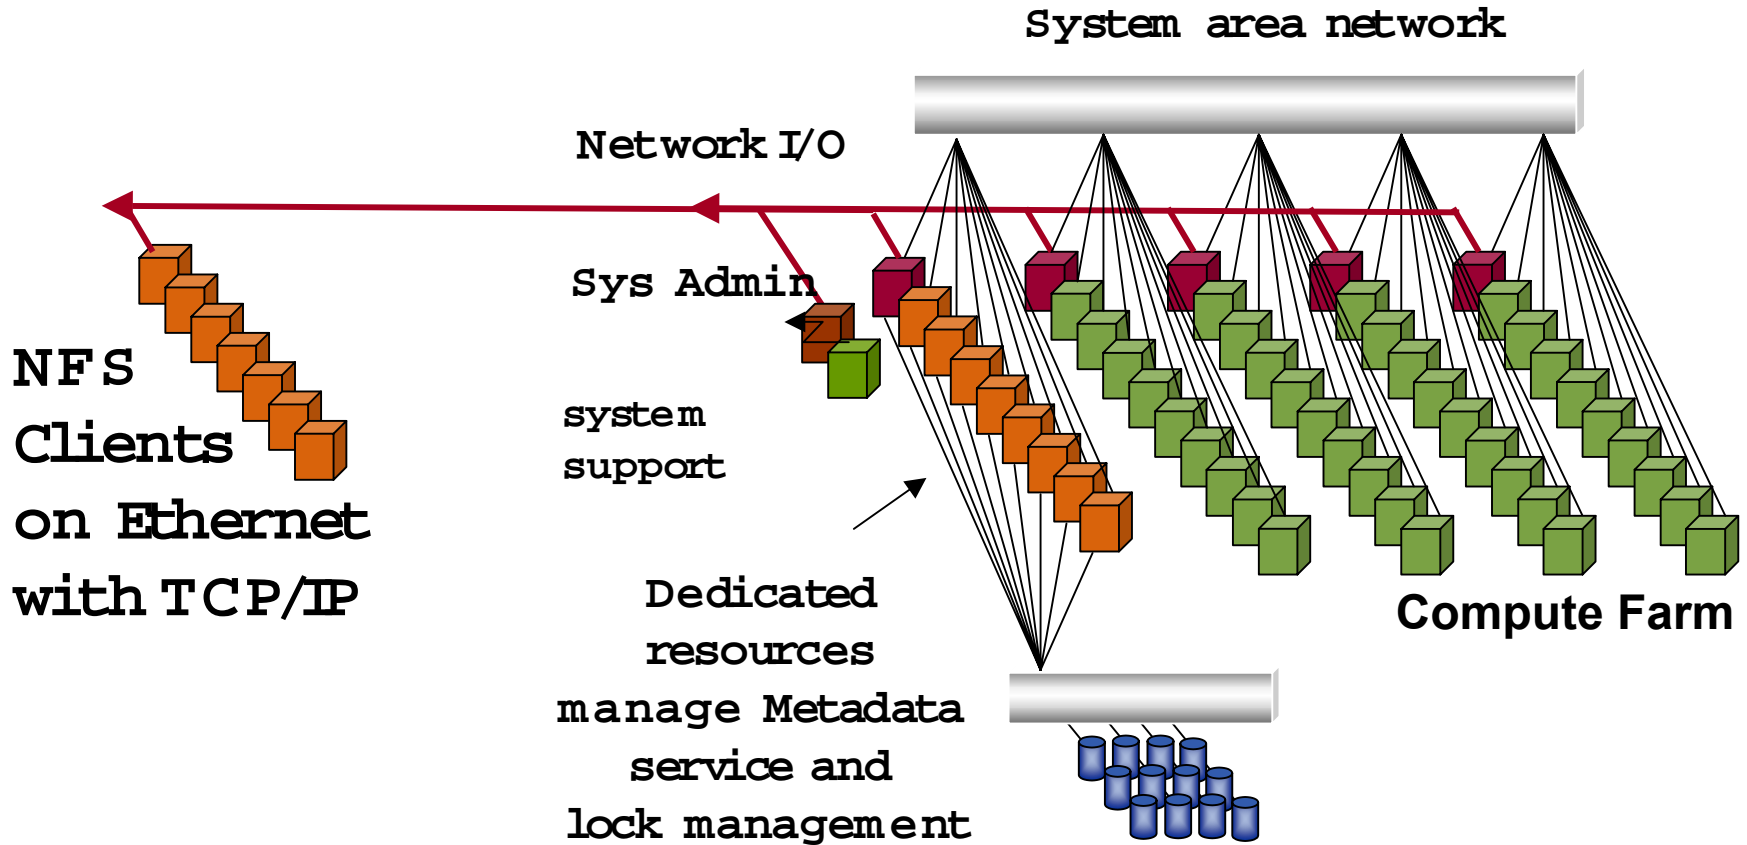 System area network
Network I/O
Sys Admin
Z
NFS
Clients
on Ethernet
with TCP/IP
system
support
Dedicated
resources
manage Metadata
service and
lock management
Compute Farm